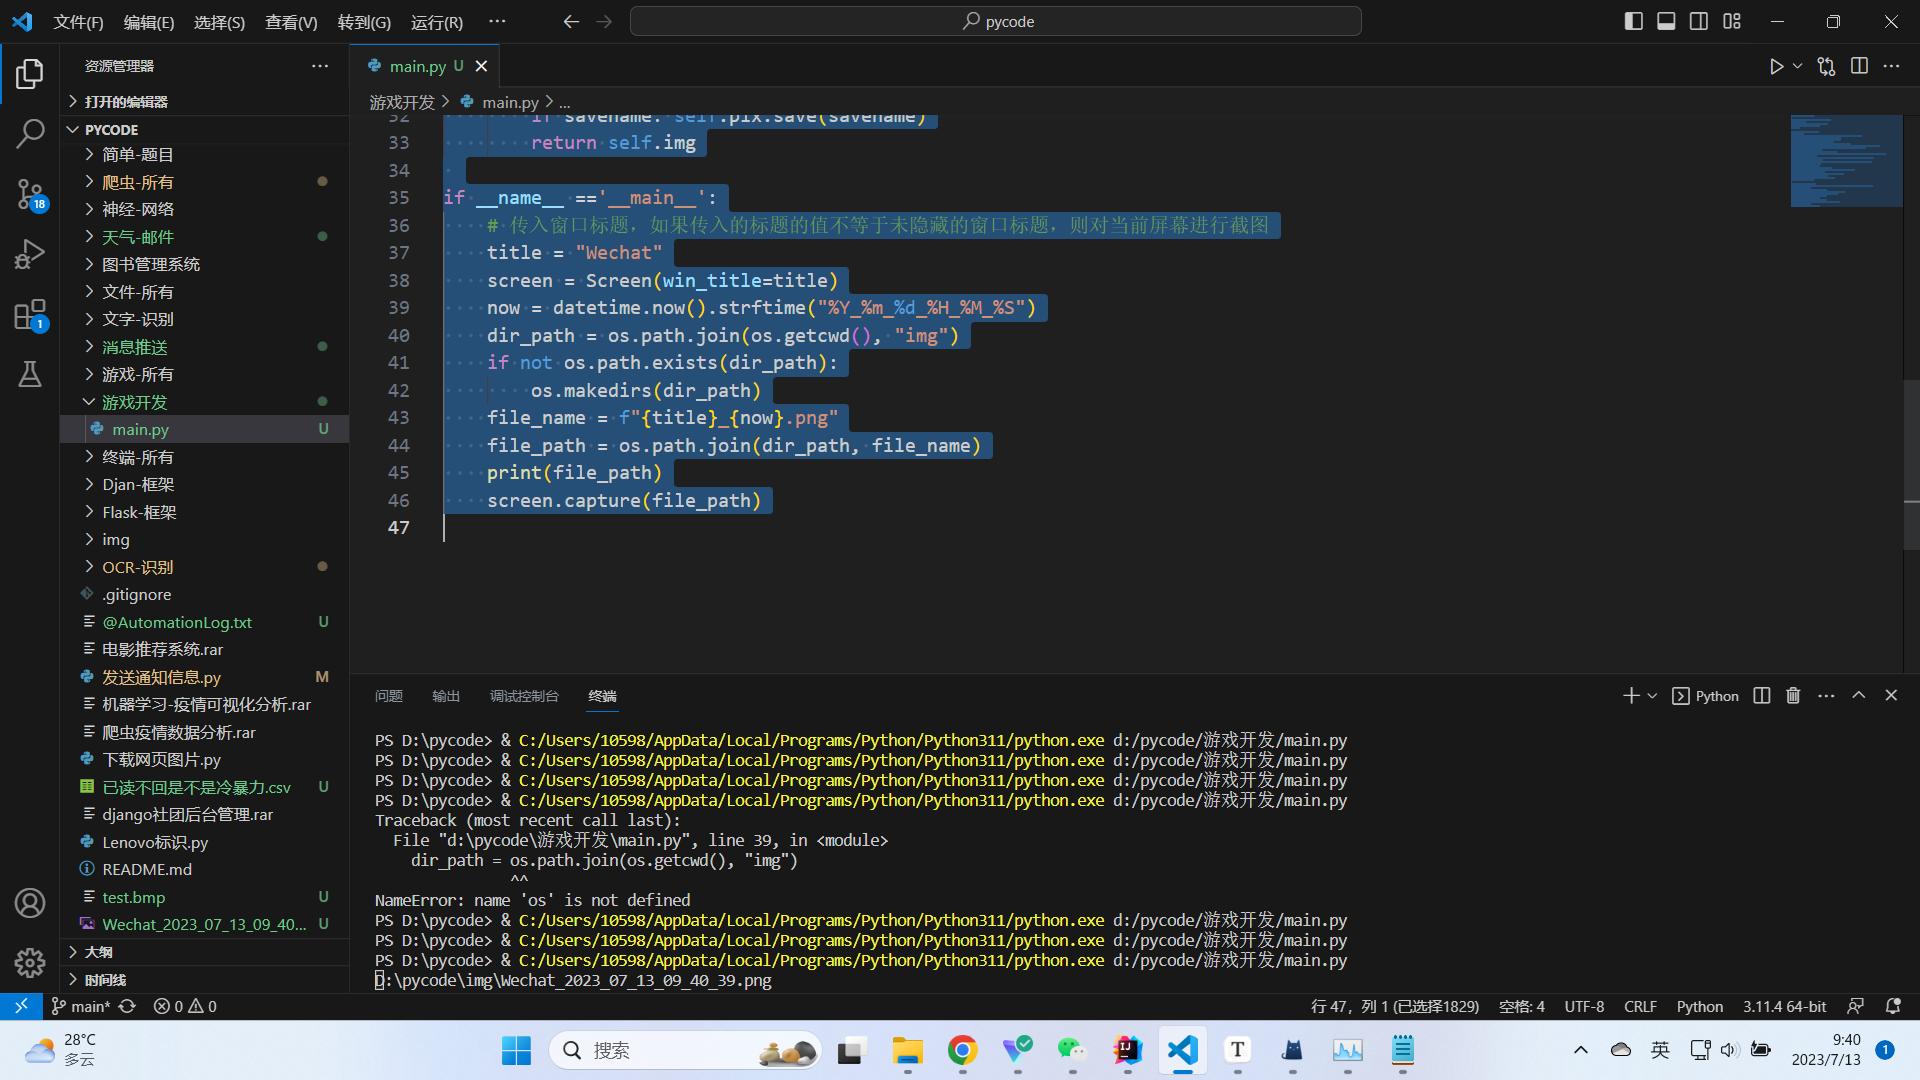 文件(F) 编辑(E) 选择(S) 查看(V) 转到(G) 运行(R) ··· pycode
资源管理器
打开的编辑器
PYCODE
简单-题目
爬虫-所有
神经-网络
天气-邮件
图书管理系统
文件-所有
文字-识别
消息推送
游戏-所有
游戏开发
main.py U
终端-所有
Djan-框架
Flask-框架
img
OCR-识别
.gitignore
@AutomationLog.txt U
电影推荐系统.rar
发送通知信息.py M
机器学习-疫情可视化分析.rar
爬虫疫情数据分析.rar
下载网页图片.py
已读不回是不是冷暴力.csv U
django社团后台管理.rar
Lenovo标识.py
README.md
test.bmp U
Wechat_2023_07_13_09_40... U
大纲
时间线
18
1
main.py U
游戏开发 > main.py > ...
32 if savename: self.pix.save(savename)
33 return self.img
34
35 if __name__ =='__main__':
36 # 传入窗口标题，如果传入的标题的值不等于未隐藏的窗口标题，则对当前屏幕进行截图
37 title = "Wechat"
38 screen = Screen(win_title=title)
39 now = datetime.now().strftime("%Y_%m_%d_%H_%M_%S")
40 dir_path = os.path.join(os.getcwd(), "img")
41 if not os.path.exists(dir_path):
42 os.makedirs(dir_path)
43 file_name = f"{title}_{now}.png"
44 file_path = os.path.join(dir_path, file_name)
45 print(file_path)
46 screen.capture(file_path)
47
问题 输出 调试控制台 终端 Python
PS D:\pycode> & C:/Users/10598/AppData/Local/Programs/Python/Python311/python.exe d:/pycode/游戏开发/main.py
PS D:\pycode> & C:/Users/10598/AppData/Local/Programs/Python/Python311/python.exe d:/pycode/游戏开发/main.py
PS D:\pycode> & C:/Users/10598/AppData/Local/Programs/Python/Python311/python.exe d:/pycode/游戏开发/main.py
PS D:\pycode> & C:/Users/10598/AppData/Local/Programs/Python/Python311/python.exe d:/pycode/游戏开发/main.py
Traceback (most recent call last):
File "d:\pycode\游戏开发\main.py", line 39, in <module>
dir_path = os.path.join(os.getcwd(), "img")
^^
NameError: name 'os' is not defined
PS D:\pycode> & C:/Users/10598/AppData/Local/Programs/Python/Python311/python.exe d:/pycode/游戏开发/main.py
PS D:\pycode> & C:/Users/10598/AppData/Local/Programs/Python/Python311/python.exe d:/pycode/游戏开发/main.py
PS D:\pycode> & C:/Users/10598/AppData/Local/Programs/Python/Python311/python.exe d:/pycode/游戏开发/main.py
D:\pycode\img\Wechat_2023_07_13_09_40_39.png
main* 0 0 行 47，列 1 (已选择1829) 空格: 4 UTF-8 CRLF Python 3.11.4 64-bit
28°C
多云
搜索
英
9:40
2023/7/13
1